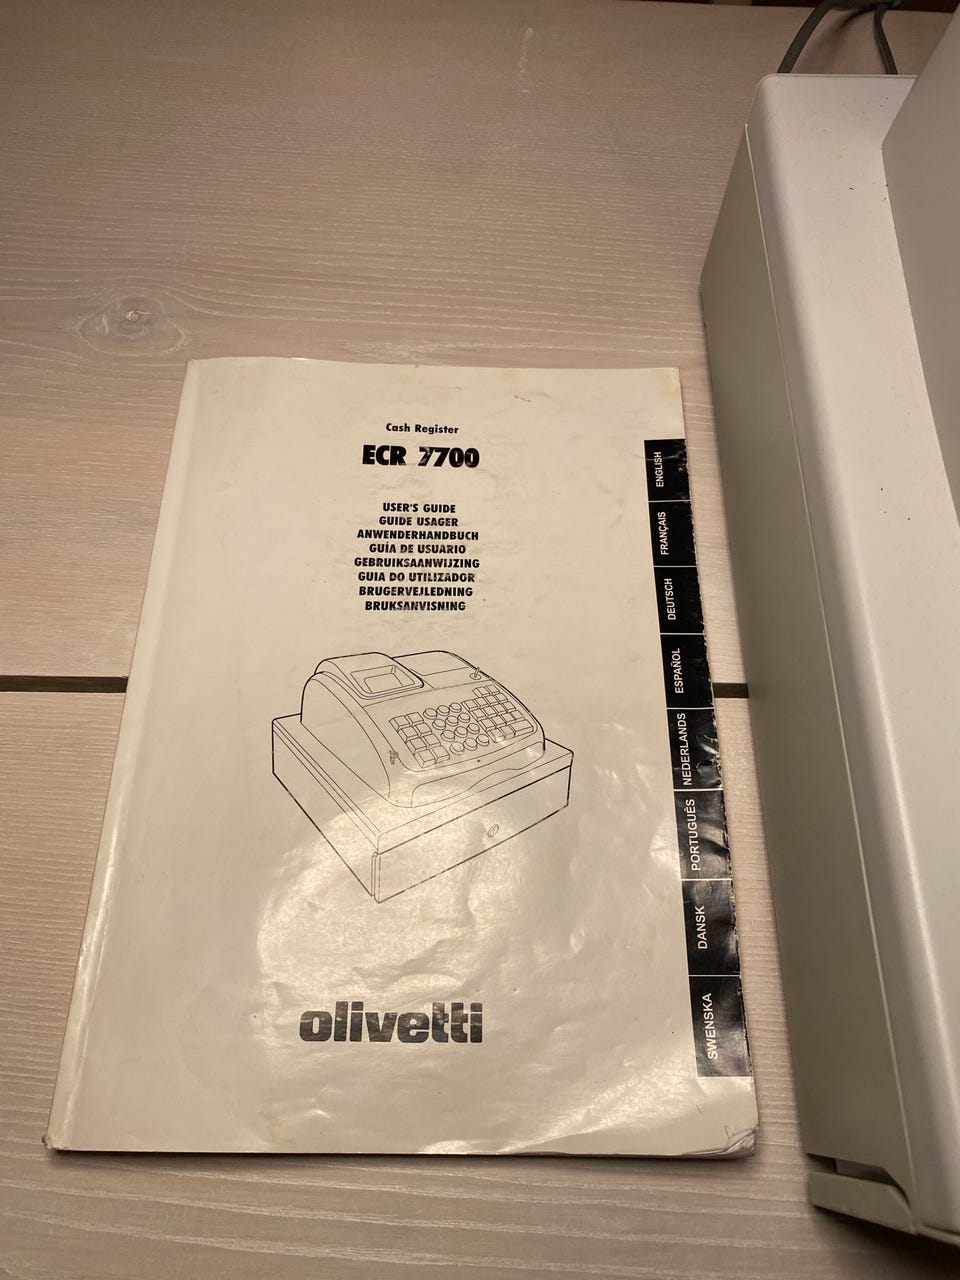 Cash Register
ECR 7700
USER'S GUIDE
GUIDE USAGER
ANWENDERHANDBUCH
GUÍA DE USUARIO
GEBRUIKSAANWIJZING
GUIA DO UTILIZADOR
BRUGERVEJLEDNING
BRUKSANVISNING
olivetti
ENGLISH
FRANÇAIS
DEUTSCH
ESPAÑOL
NEDERLANDS
PORTUGUÊS
DANSK
SWENSKA